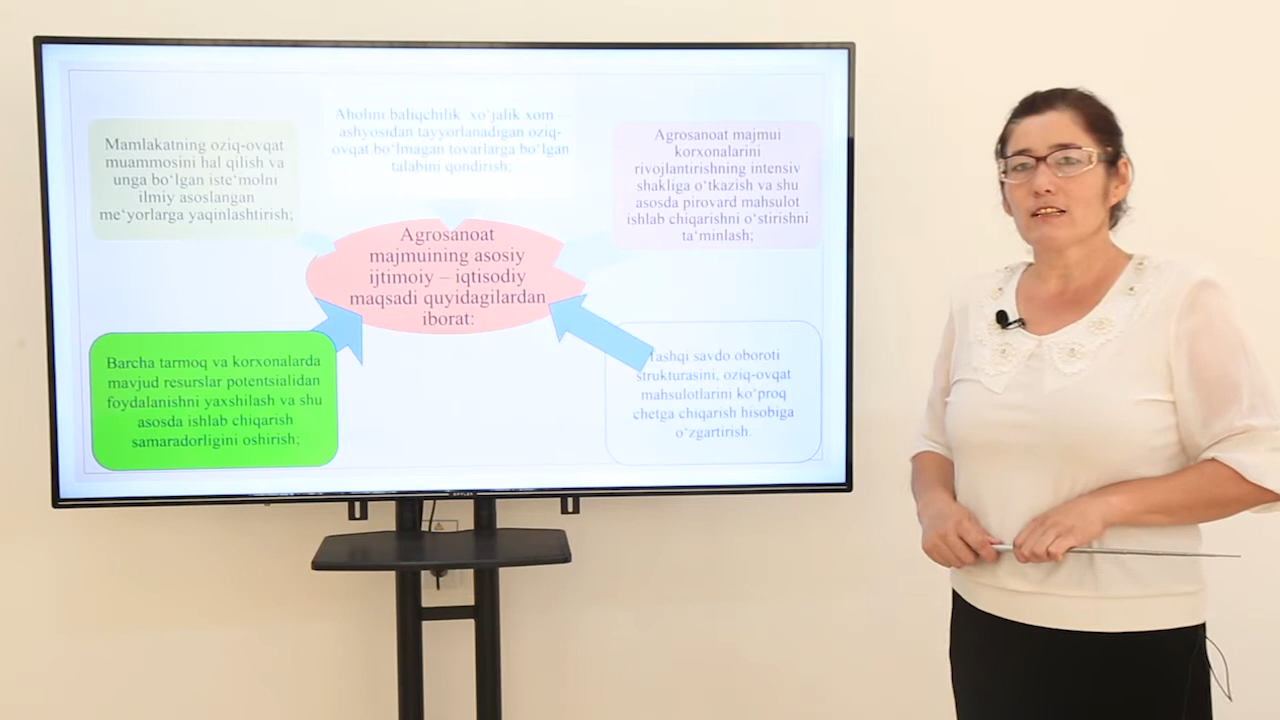 Mamlakatning oziq-ovqat
muammosini hal qilish va
unga bo‘lgan iste‘molni
ilmiy asoslangan
me‘yorlarga yaqinlashtirish;
Aholini baliqchilik xo‘jalik xom –
ashyosidan tayyorlanadigan oziq-
ovqat bo‘lmagan tovarlarga bo‘lgan
talabini qondirish;
Agrosanoat majmui
korxonalarini
rivojlantirishning intensiv
shakliga o‘tkazish va shu
asosda pirovard mahsulot
ishlab chiqarishni o‘stirishni
ta‘minlash;
Agrosanoat
majmuining asosiy
ijtimoiy – iqtisodiy
maqsadi quyidagilardan
iborat:
Barcha tarmoq va korxonalarda
mavjud resurslar potentsialidan
foydalanishni yaxshilash va shu
asosda ishlab chiqarish
samaradorligini oshirish;
Tashqi savdo oboroti
strukturasini, oziq-ovqat
mahsulotlarini ko‘proq
chetga chiqarish hisobiga
o‘zgartirish.